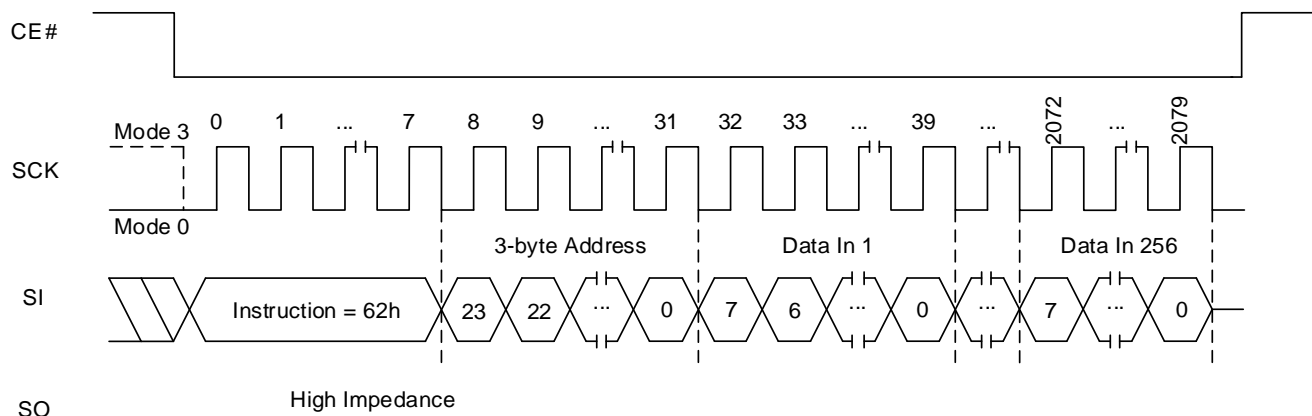 CE#
0 1 ... 7 8 9 ... 31 32 33 ... 39 ... 2072 ... 2079
Mode 3
SCK
Mode 0
3-byte Address Data In 1 Data In 256
SI Instruction = 62h 23 22 ... 0 7 6 ... 0 ... 7 ... 0
High Impedance
SO